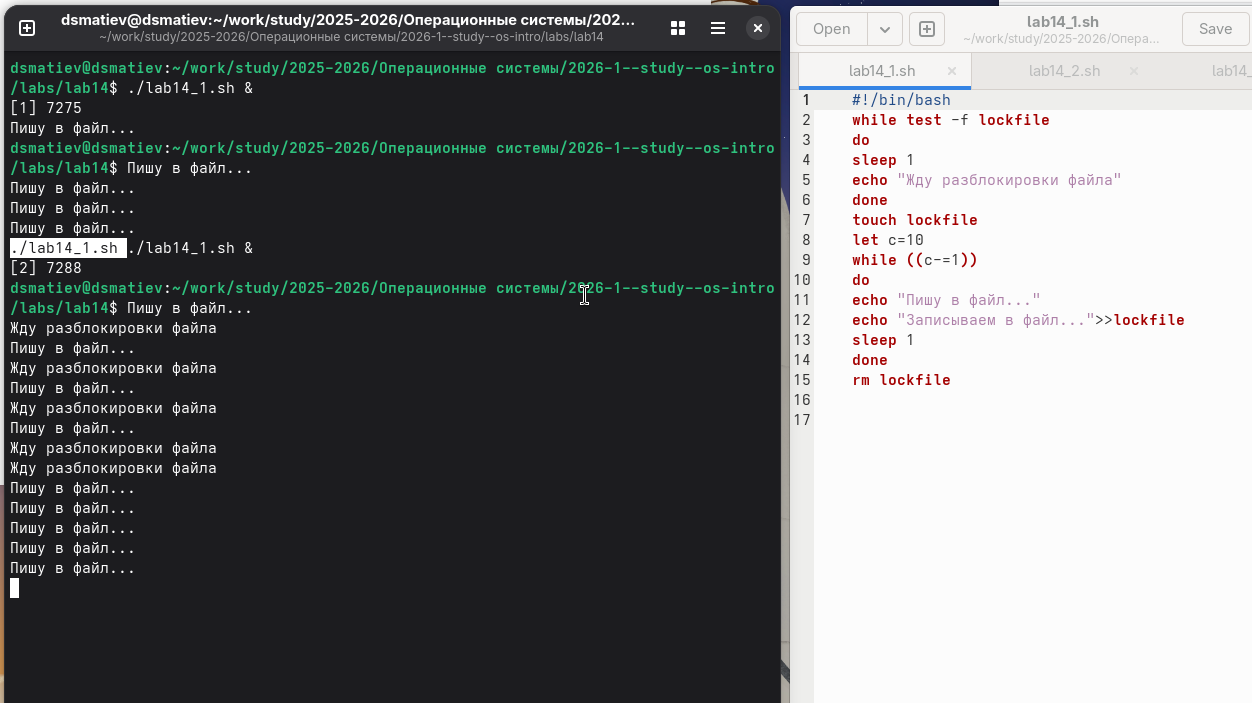 dsmatiev@dsmatiev:~/work/study/2025-2026/Операционные системы/202...
~/work/study/2025-2026/Операционные системы/2026-1--study--os-intro/labs/lab14
dsmatiev@dsmatiev:~/work/study/2025-2026/Операционные системы/2026-1--study--os-intro
/labs/lab14$ ./lab14_1.sh &
[1] 7275
Пишу в файл...
dsmatiev@dsmatiev:~/work/study/2025-2026/Операционные системы/2026-1--study--os-intro
/labs/lab14$ Пишу в файл...
Пишу в файл...
Пишу в файл...
Пишу в файл...
./lab14_1.sh ./lab14_1.sh &
[2] 7288
dsmatiev@dsmatiev:~/work/study/2025-2026/Операционные системы/2026-1--study--os-intro
/labs/lab14$ Пишу в файл...
Жду разблокировки файла
Пишу в файл...
Жду разблокировки файла
Пишу в файл...
Жду разблокировки файла
Пишу в файл...
Жду разблокировки файла
Жду разблокировки файла
Пишу в файл...
Пишу в файл...
Пишу в файл...
Пишу в файл...
Пишу в файл...
Open
lab14_1.sh
~/work/study/2025-2026/Опера...
Save
lab14_1.sh
lab14_2.sh
lab14_
1 #!/bin/bash
2 while test -f lockfile
3 do
4 sleep 1
5 echo "Жду разблокировки файла"
6 done
7 touch lockfile
8 let c=10
9 while ((c-=1))
10 do
11 echo "Пишу в файл..."
12 echo "Записываем в файл...">>lockfile
13 sleep 1
14 done
15 rm lockfile
16
17